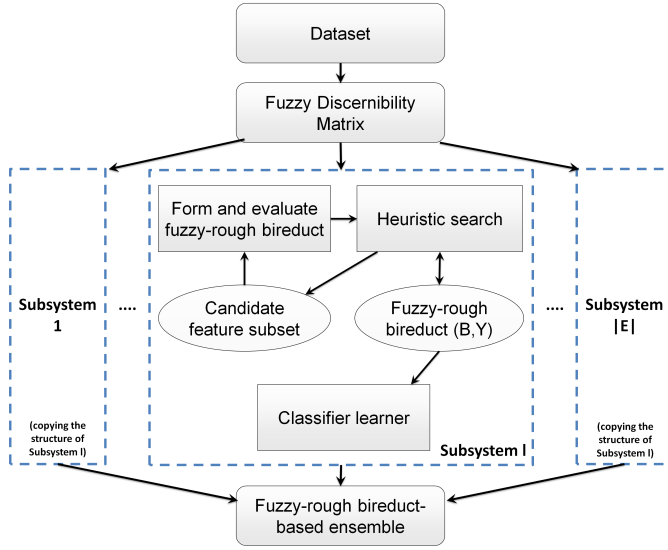 Dataset
Fuzzy Discernibility
Matrix
Form and evaluate
fuzzy-rough bireduct
Heuristic search
Subsystem
1
....
Candidate
feature subset
Fuzzy-rough
bireduct (B,Y)
....
Subsystem
|E|
Classifier learner
(copying the
structure of
Subsystem l)
Subsystem l
(copying the
structure of
Subsystem l)
Fuzzy-rough bireduct-
based ensemble